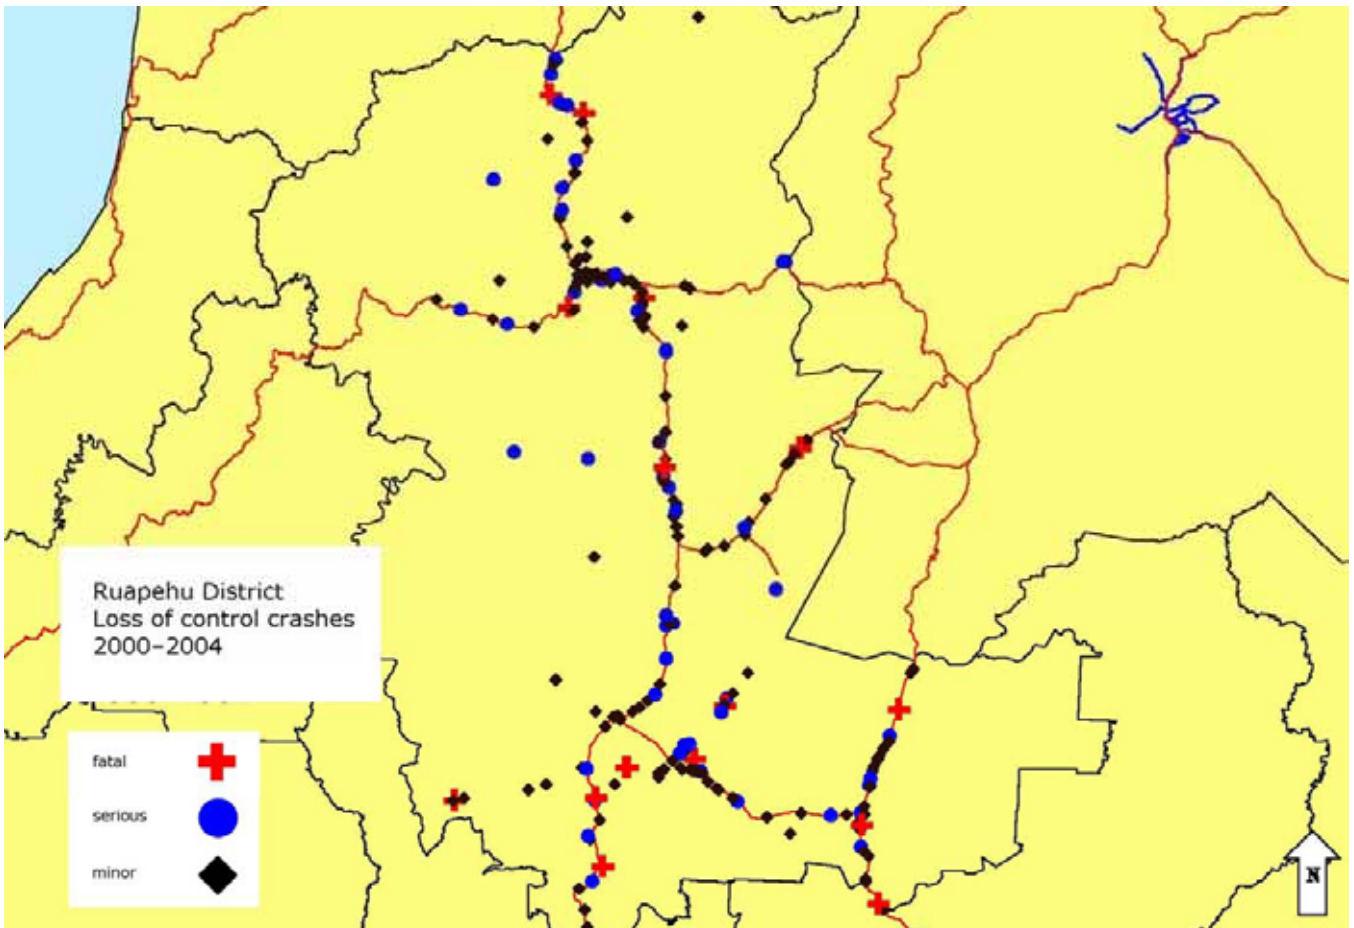 Ruapehu District
Loss of control crashes
2000–2004
fatal
serious
minor
N